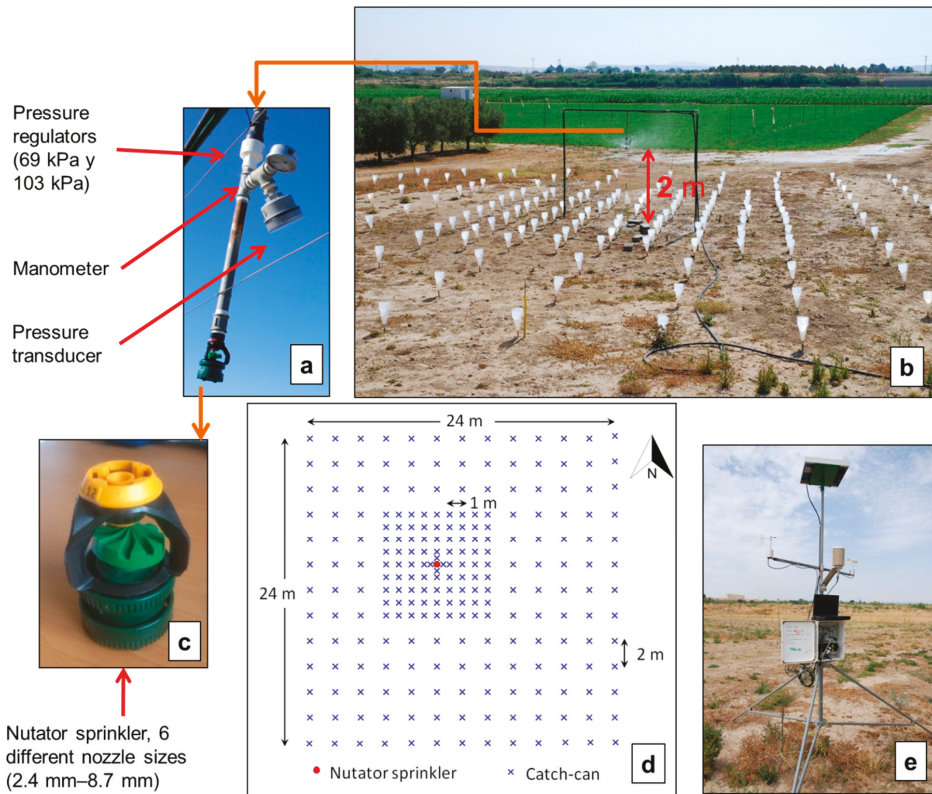 Pressure
regulators
(69 kPa y
103 kPa)
Manometer
Pressure
transducer
a
2 m
b
12
c
Nutator sprinkler, 6
different nozzle sizes
(2.4 mm–8.7 mm)
24 m
N
1 m
24 m
2 m
Nutator sprinkler
Catch-can
d
e